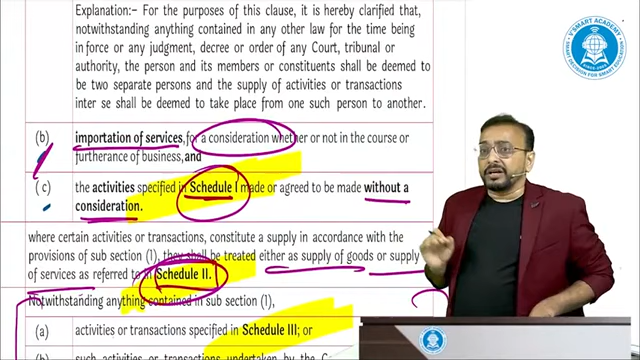 Explanation:- For the purposes of this clause, it is hereby clarified that,
notwithstanding anything contained in any other law for the time being
in force or any judgment, decree or order of any Court, tribunal or
authority, the person and its members or constituents shall be deemed to
be two separate persons and the supply of activities or transactions
inter se shall be deemed to take place from one such person to another.
(b) importation of services, for a consideration whether or not in the course or
furtherance of business, and
(c) the activities specified in Schedule I made or agreed to be made without a
consideration.
where certain activities or transactions, constitute a supply in accordance with the
provisions of sub section (1), they shall be treated either as supply of goods or supply
of services as referred to in Schedule II.
Notwithstanding anything contained in sub section (1),
(a) activities or transactions specified in Schedule III; or
(b) such activities or transactions undertaken by the
V'SMART ACADEMY